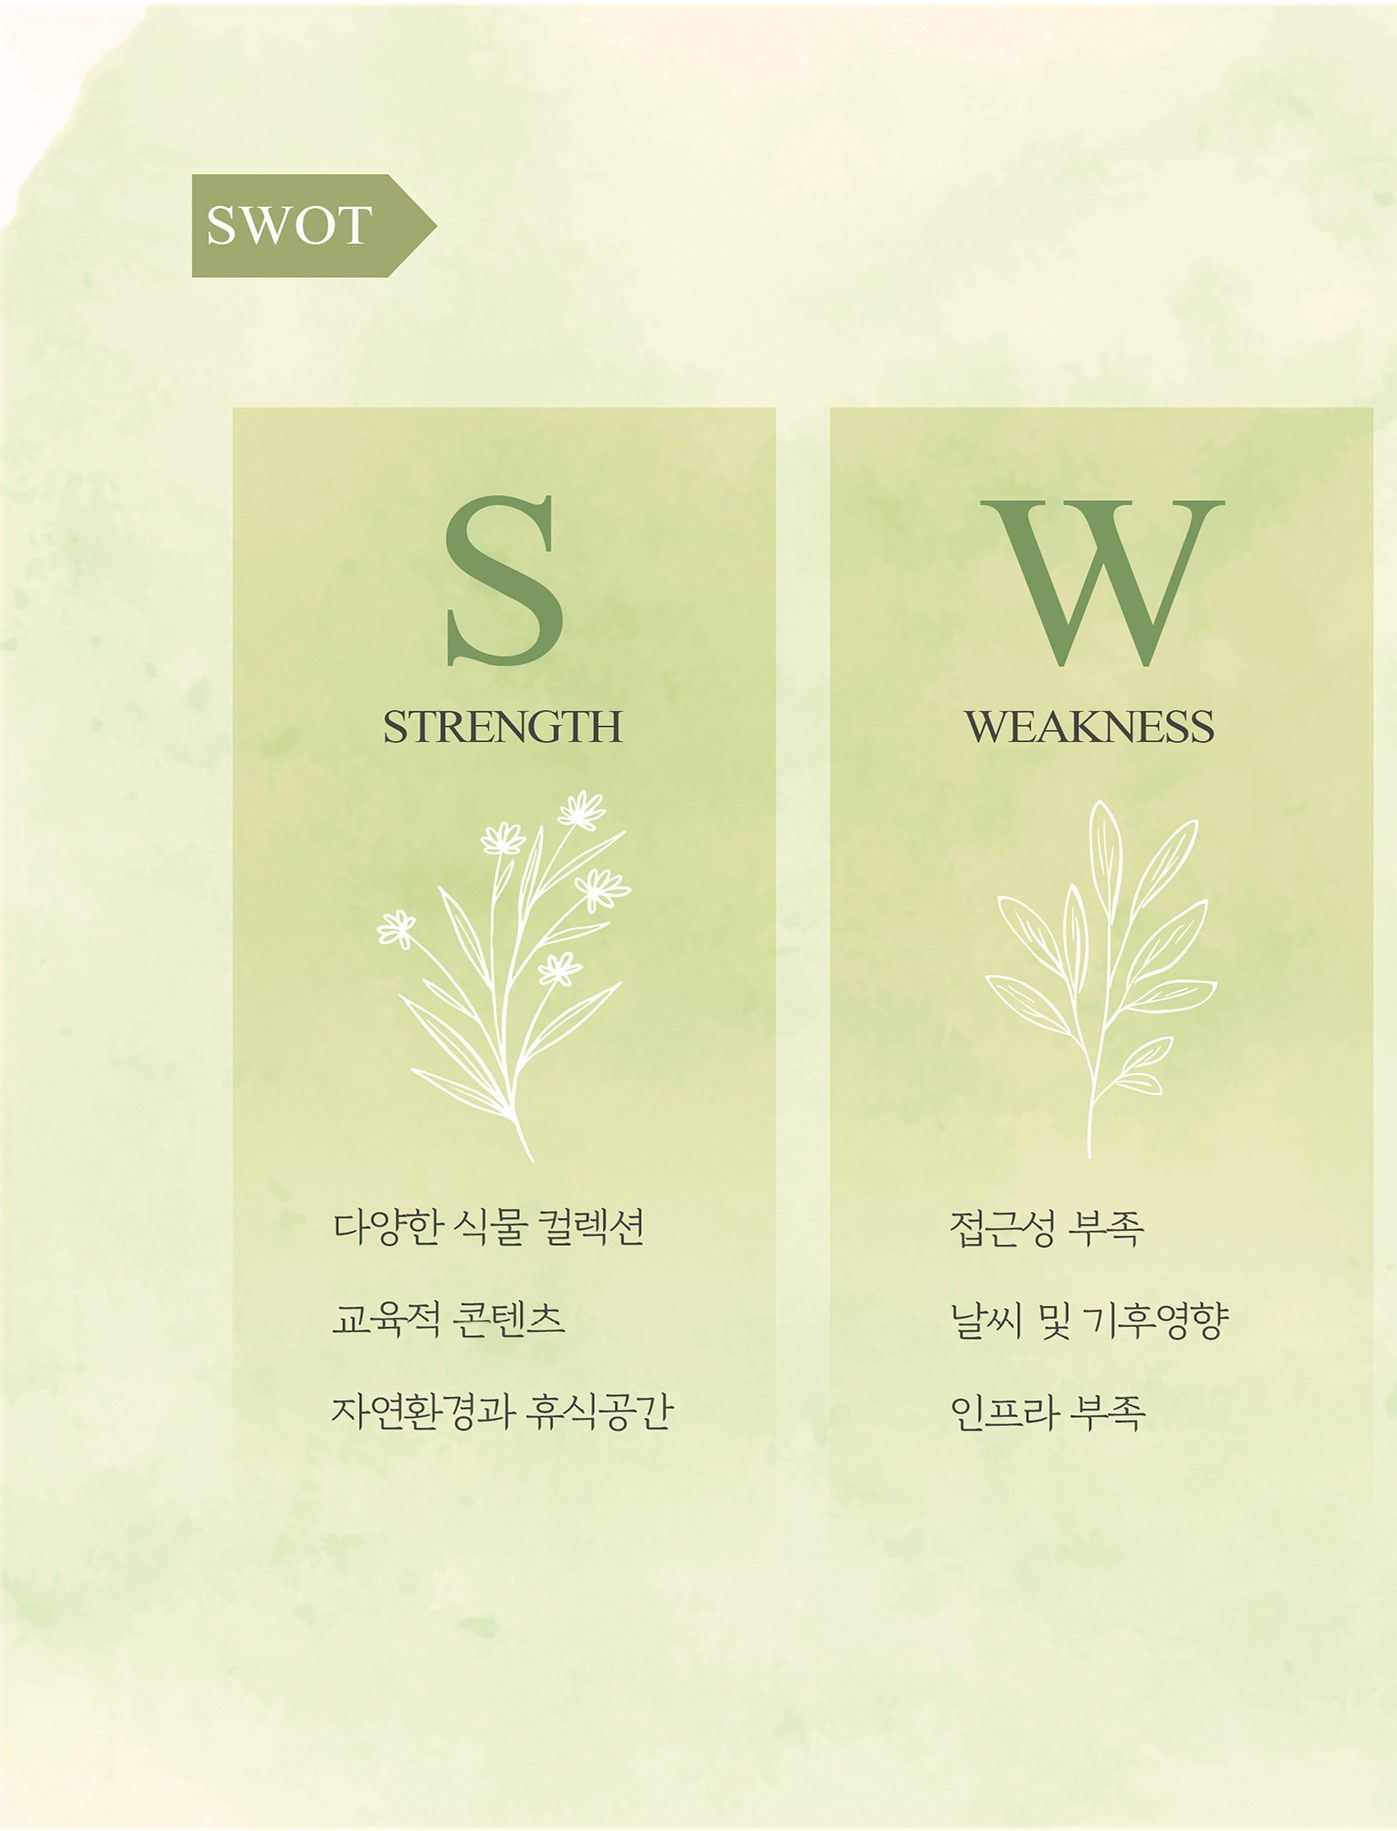 SWOT
S
STRENGTH
다양한 식물 컬렉션
교육적 콘텐츠
자연환경과 휴식공간
W
WEAKNESS
접근성 부족
날씨 및 기후영향
인프라 부족